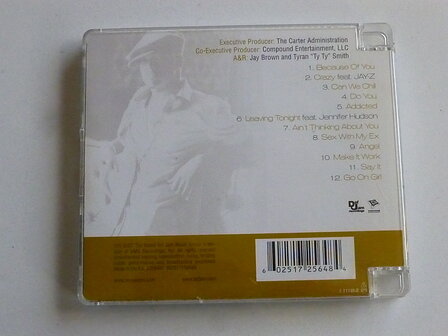 Executive Producer: The Carter Administration
Co-Executive Producer: Compound Entertainment, LLC
A&R: Jay Brown and Tyran "Ty Ty" Smith
1. Because Of You
2. Crazy feat. JAY-Z
3. Can We Chill
4. Do You
5. Addicted
6. Leaving Tonight feat. Jennifer Hudson
7. Ain't Thinking About You
8. Sex With My Ex
9. Angel
10. Make It Work
11. Say It
12. Go On Girl
Def Jam
recordings
6 02517 25648 4